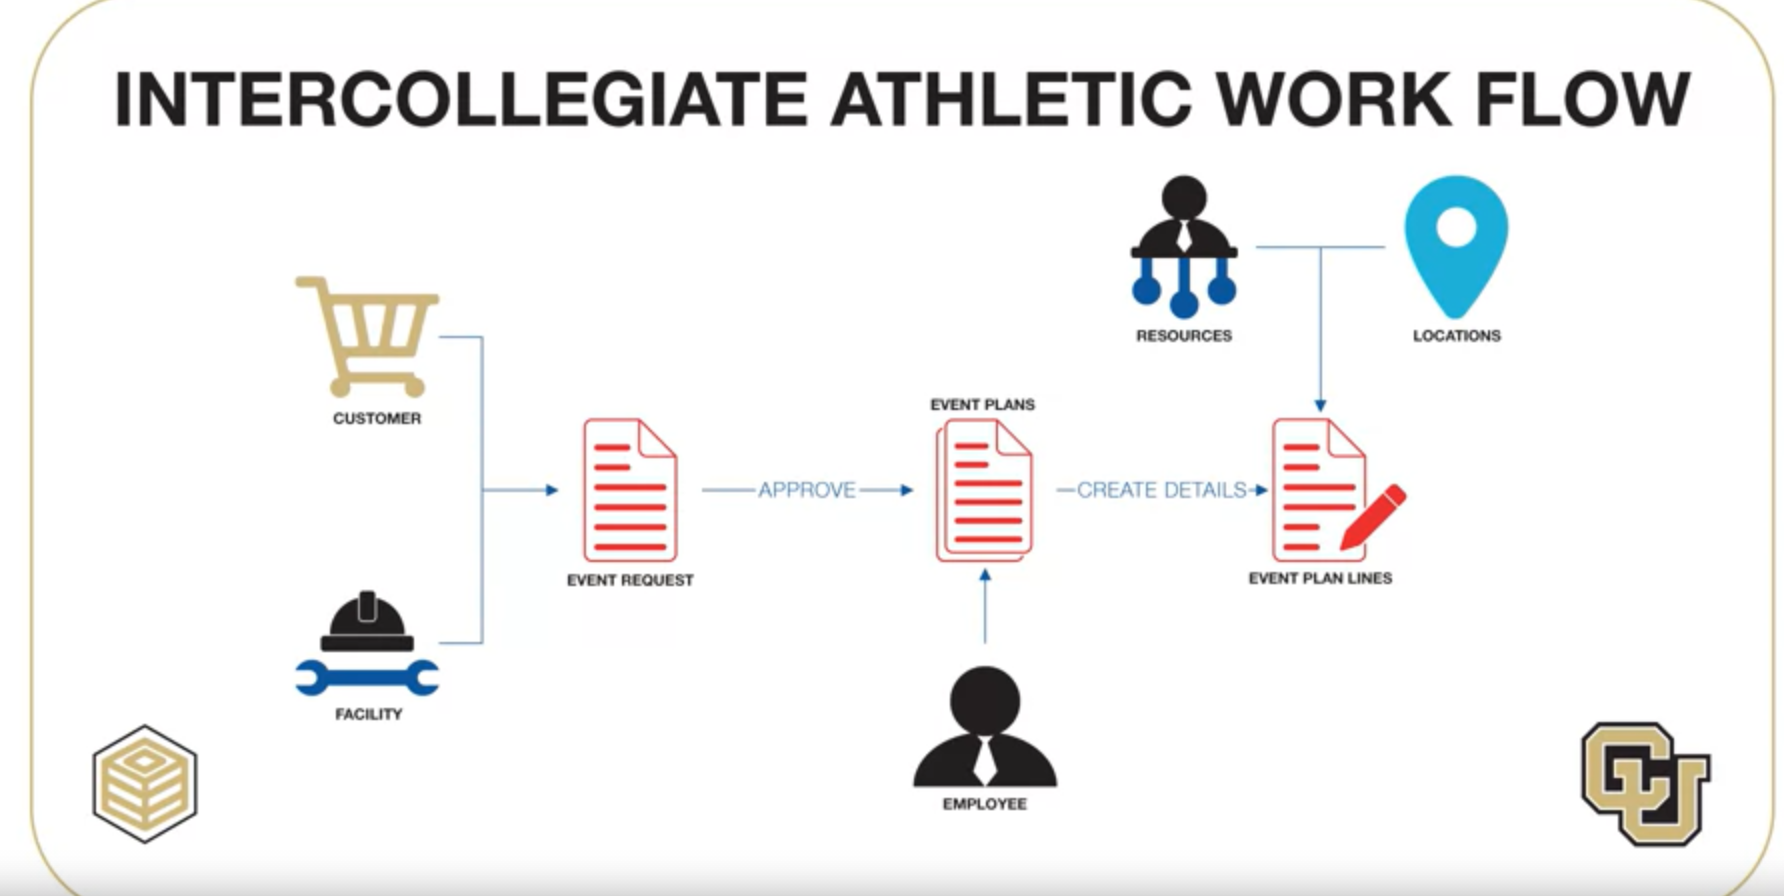 INTERCOLLEGIATE ATHLETIC WORK FLOW
RESOURCES
LOCATIONS
CUSTOMER
EVENT PLANS
APPROVE
CREATE DETAILS
EVENT REQUEST
EVENT PLAN LINES
FACILITY
EMPLOYEE
CU